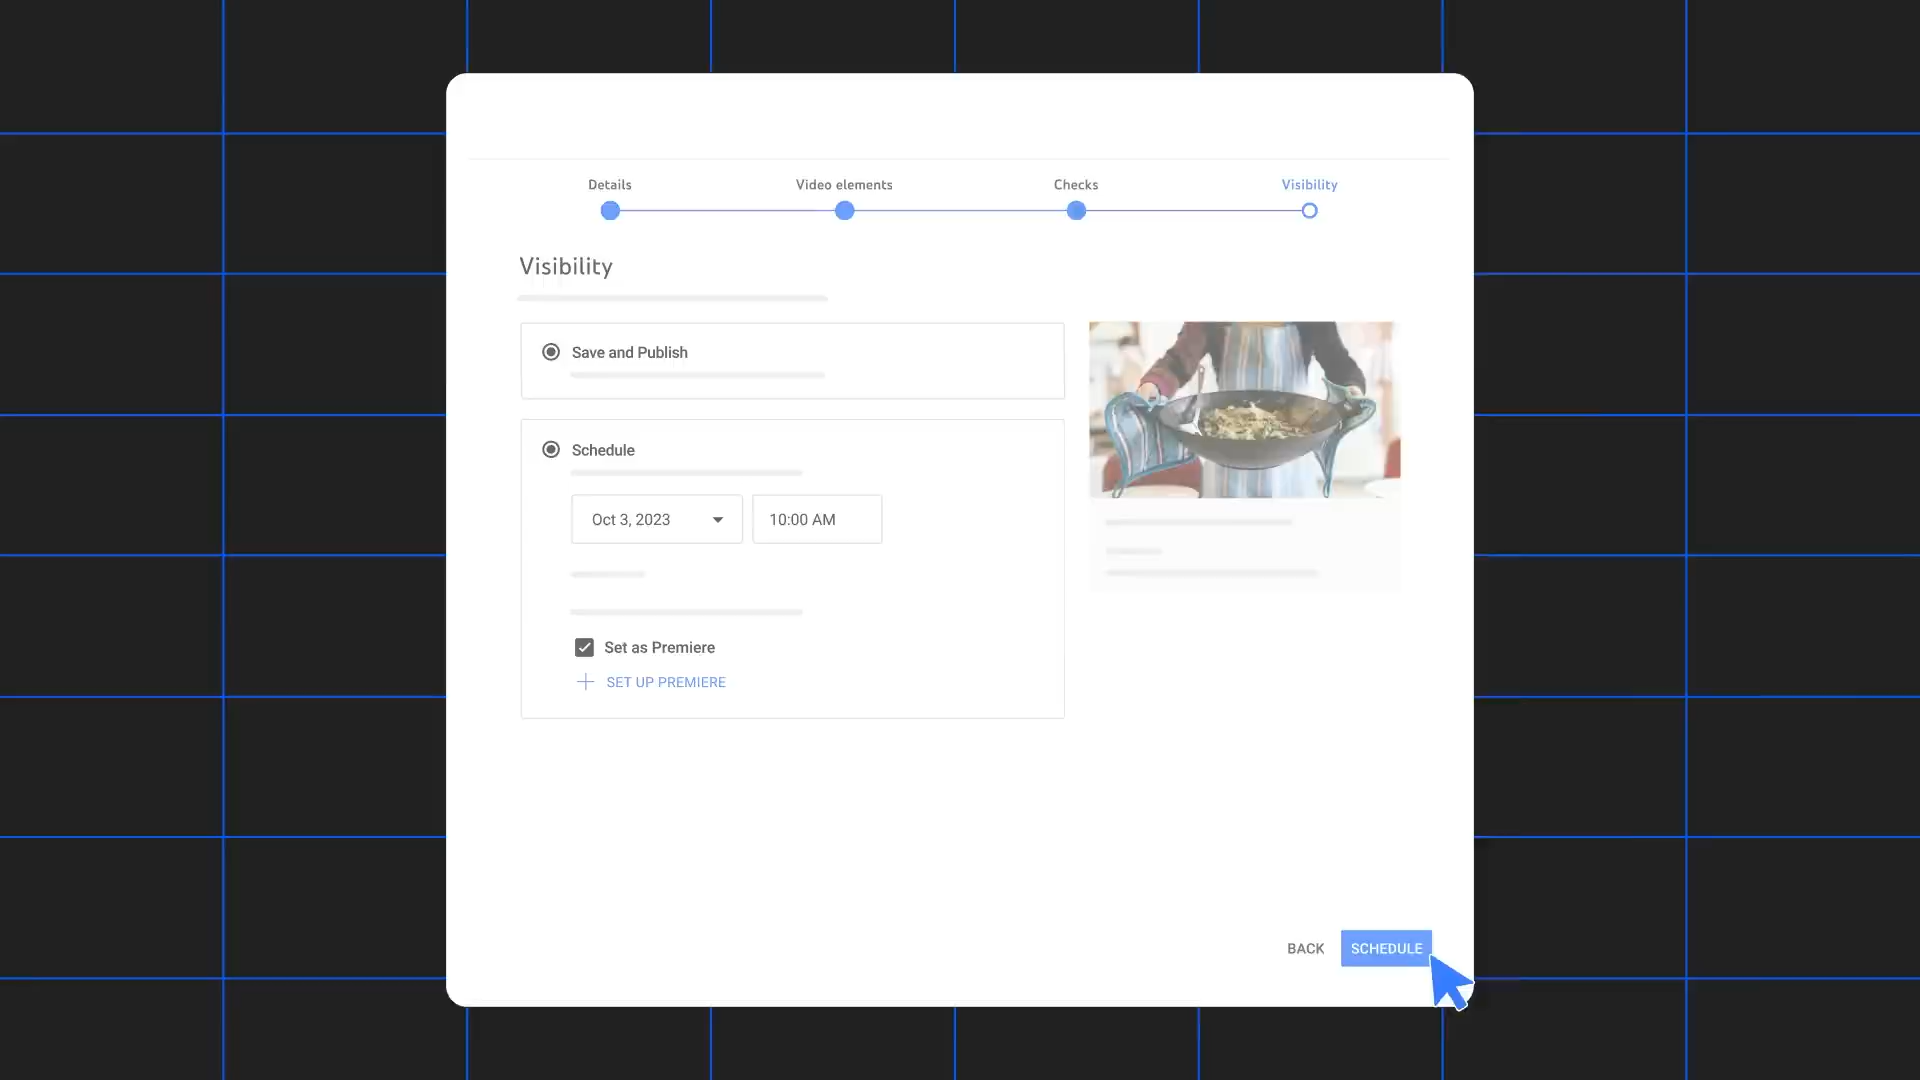 Details
Video elements
Checks
Visibility
Visibility
Save and Publish
Schedule
Oct 3, 2023
10:00 AM
Set as Premiere
SET UP PREMIERE
BACK
SCHEDULE